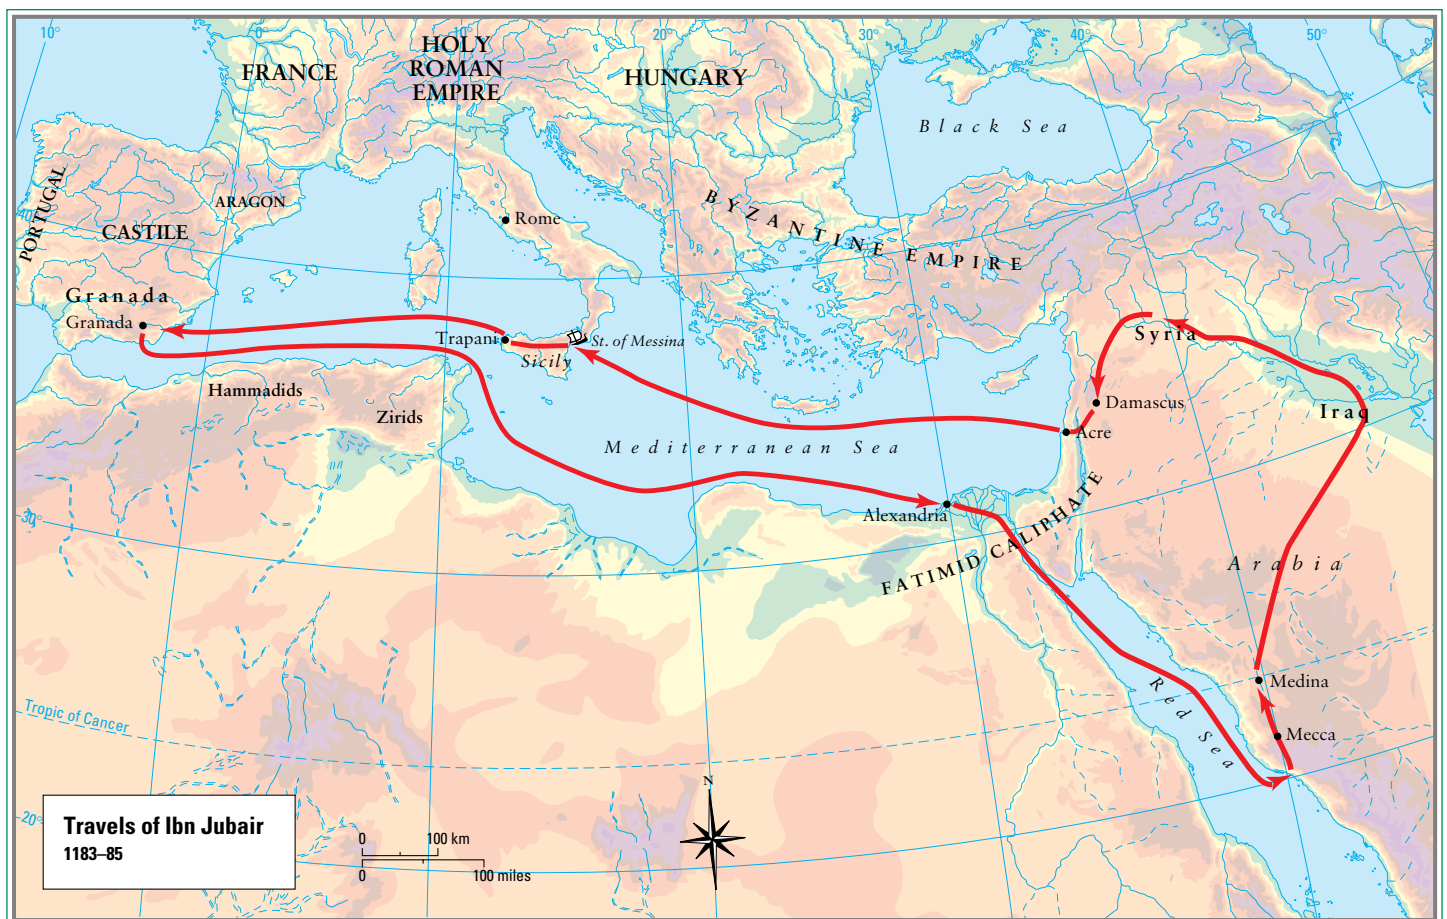 10°
0°
10°
20°
30°
40°
50°
HOLY
ROMAN
EMPIRE
FRANCE
HUNGARY
Black Sea
PORTUGAL
ARAGON
CASTILE
Rome
BYZANTINE EMPIRE
Granada
Granada
Trapani
St. of Messina
Sicily
Syria
Hammadids
Zirids
Damascus
Iraq
Acre
Mediterranean Sea
Alexandria
FATIMID CALIPHATE
30°
Arabia
Medina
Red Sea
Mecca
Tropic of Cancer
20°
N
Travels of Ibn Jubair
1183–85
0 100 km
0 100 miles